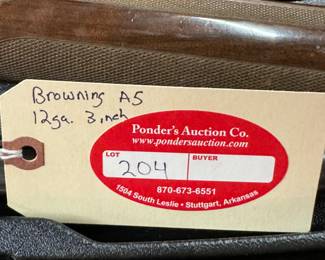 Browning A5
12ga. 3 inch
Ponder's Auction Co.
www.pondersauction.com
LOT BUYER
204
870-673-6551
1504 South Leslie • Stuttgart, Arkansas